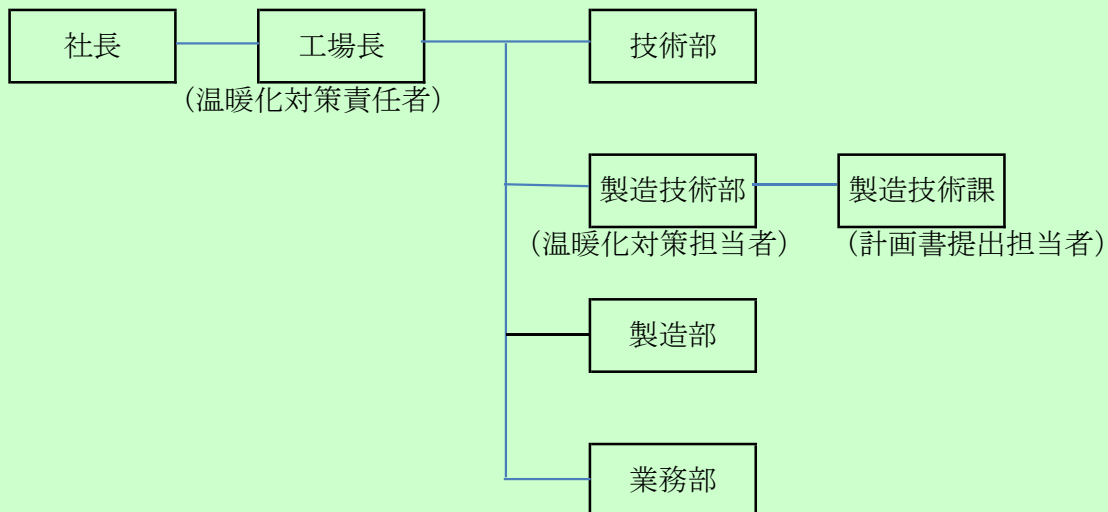 社長
工場長
技術部
(温暖化対策責任者)
製造技術部
製造技術課
(温暖化対策担当者)
(計画書提出担当者)
製造部
業務部